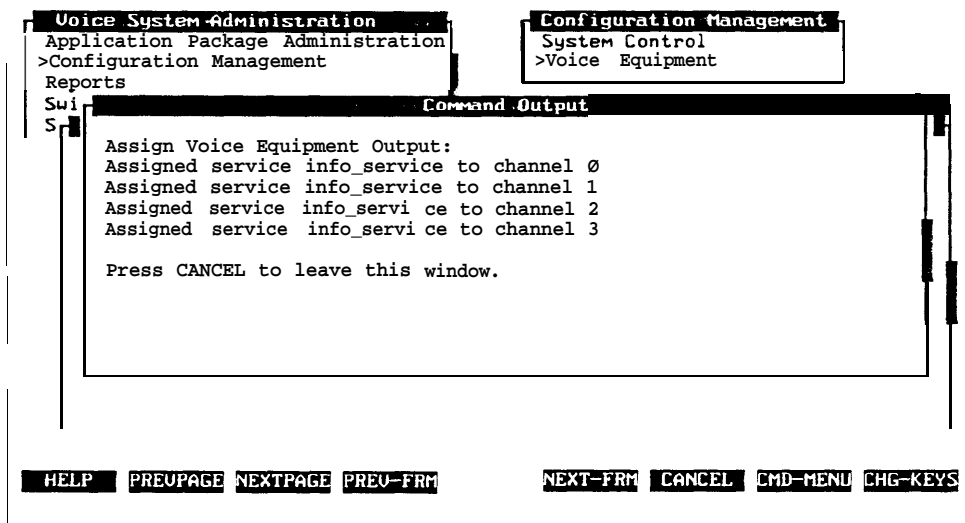 Voice System Administration
Application Package Administration
>Configuration Management
Reports
Swi
S
Configuration Management
System Control
>Voice Equipment
Command Output
Assign Voice Equipment Output:
Assigned service info_service to channel Ø
Assigned service info_service to channel 1
Assigned service info_servi ce to channel 2
Assigned service info_servi ce to channel 3
Press CANCEL to leave this window.
HELP PREVPAGE NEXTPAGE PREV-FRM NEXT-FRM CANCEL CMD-MENU CHG-KEYS